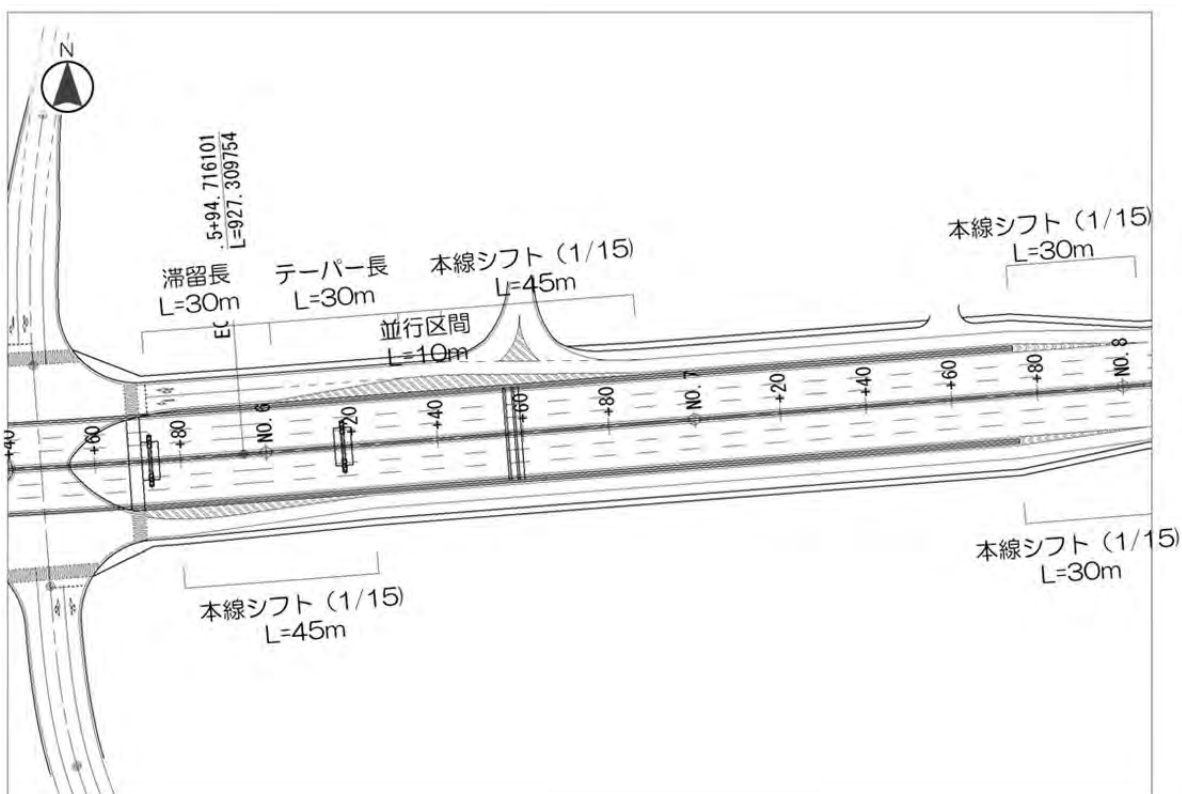 N
.5+94.716101
L=927.309754
EC
滞留長
L=30m
テーパー長
L=30m
本線シフト（1/15）
L=45m
並行区間
L=10m
本線シフト（1/15）
L=30m
+40
+60
+80
NO.6
+20
+40
+60
+80
NO.7
+20
+40
+60
+80
NO.8
本線シフト（1/15）
L=45m
本線シフト（1/15）
L=30m